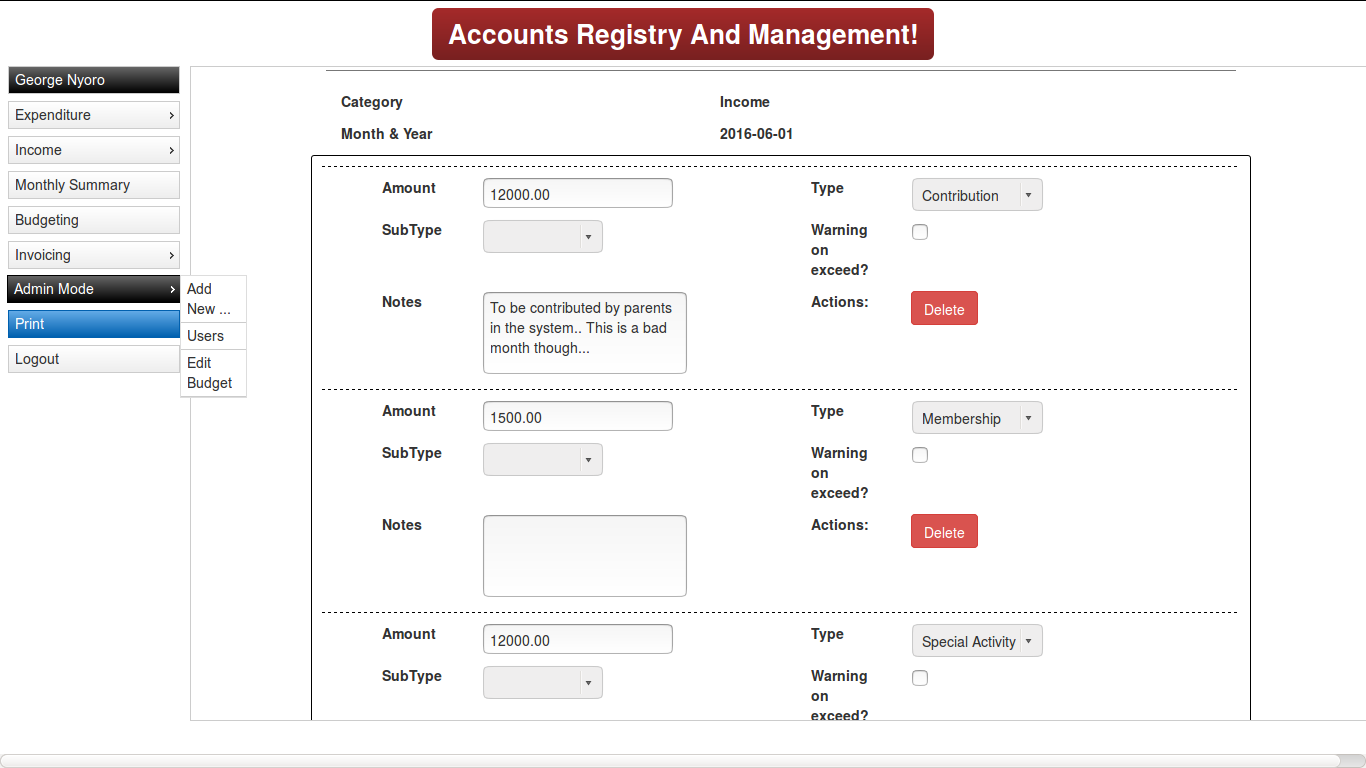 Accounts Registry And Management!
George Nyoro
Expenditure
Income
Monthly Summary
Budgeting
Invoicing
Admin Mode
Print
Logout
Add
New ...
Users
Edit
Budget
Category Income
Month & Year 2016-06-01
Amount 12000.00 Type Contribution
SubType Warning
on
exceed?
Notes To be contributed by parents
in the system.. This is a bad
month though...
Actions: Delete
Amount 1500.00 Type Membership
SubType Warning
on
exceed?
Notes Actions: Delete
Amount 12000.00 Type Special Activity
SubType Warning
on
exceed?